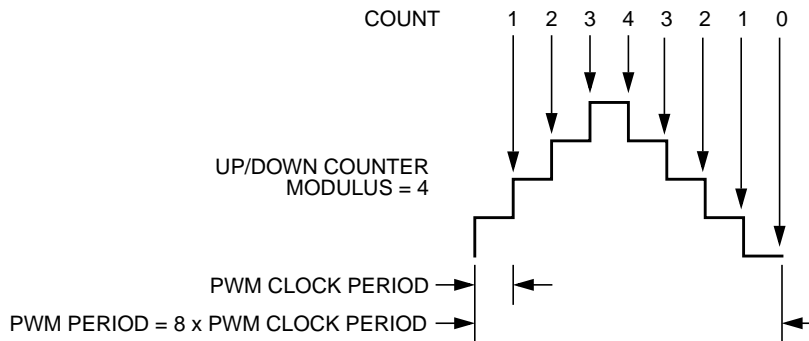 COUNT 1 2 3 4 3 2 1 0
UP/DOWN COUNTER
MODULUS = 4
PWM CLOCK PERIOD
PWM PERIOD = 8 x PWM CLOCK PERIOD